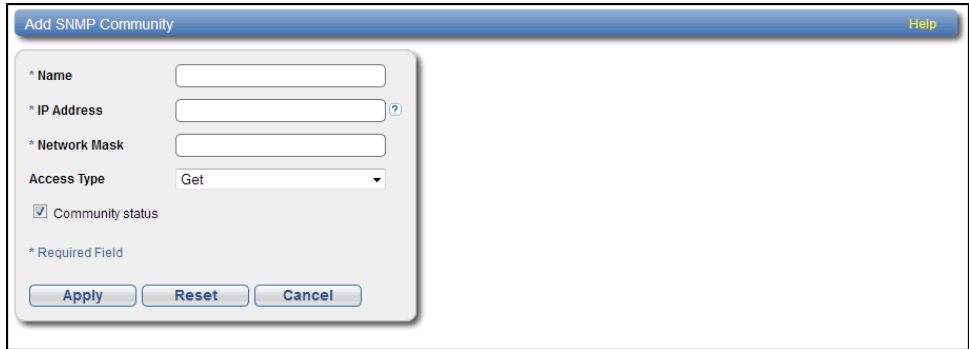 Add SNMP Community Help
* Name
* IP Address ?
* Network Mask
Access Type Get
Community status
* Required Field
Apply Reset Cancel